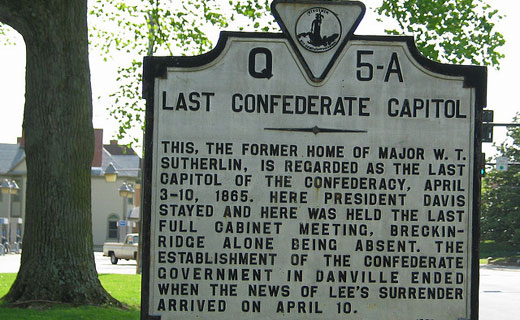 Q 5-A
LAST CONFEDERATE CAPITOL
THIS, THE FORMER HOME OF MAJOR W. T.
SUTHERLIN, IS REGARDED AS THE LAST
CAPITOL OF THE CONFEDERACY, APRIL
3-10, 1865. HERE PRESIDENT DAVIS
STAYED AND HERE WAS HELD THE LAST
FULL CABINET MEETING, BRECKIN-
RIDGE ALONE BEING ABSENT. THE
ESTABLISHMENT OF THE CONFEDERATE
GOVERNMENT IN DANVILLE ENDED
WHEN THE NEWS OF LEE'S SURRENDER
ARRIVED ON APRIL 10.